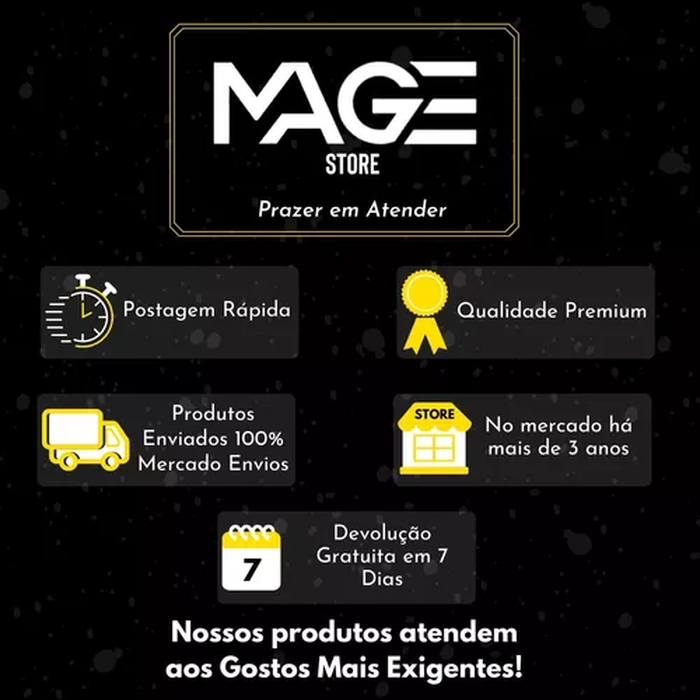 MAGE
STORE
Prazer em Atender
Postagem Rápida
Qualidade Premium
Produtos
Enviados 100%
Mercado Envios
STORE
No mercado há
mais de 3 anos
7
Devolução
Gratuita em 7
Dias
Nossos produtos atendem
aos Gostos Mais Exigentes!